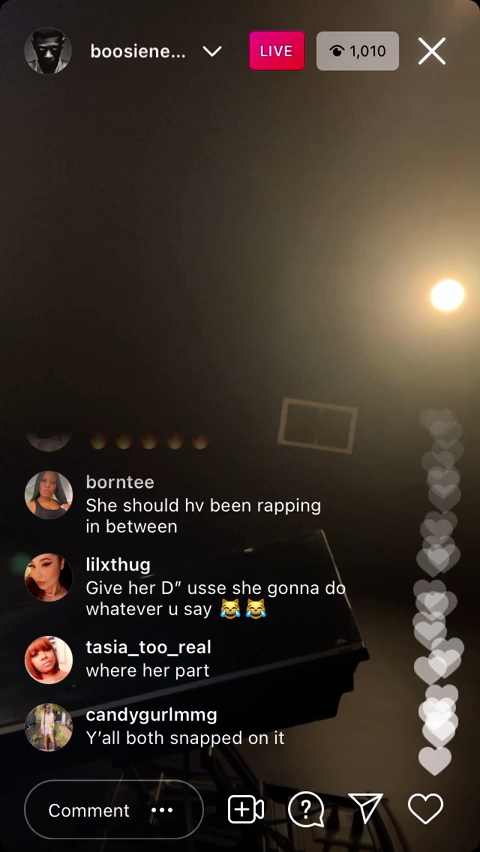 boosiene...
LIVE
1,010
🔥🔥🔥🔥🔥
borntee
She should hv been rapping
in between
lilxthug
Give her D” usse she gonna do
whatever u say 😹😹
tasia_too_real
where her part
candygurlmmg
Y’all both snapped on it
Comment